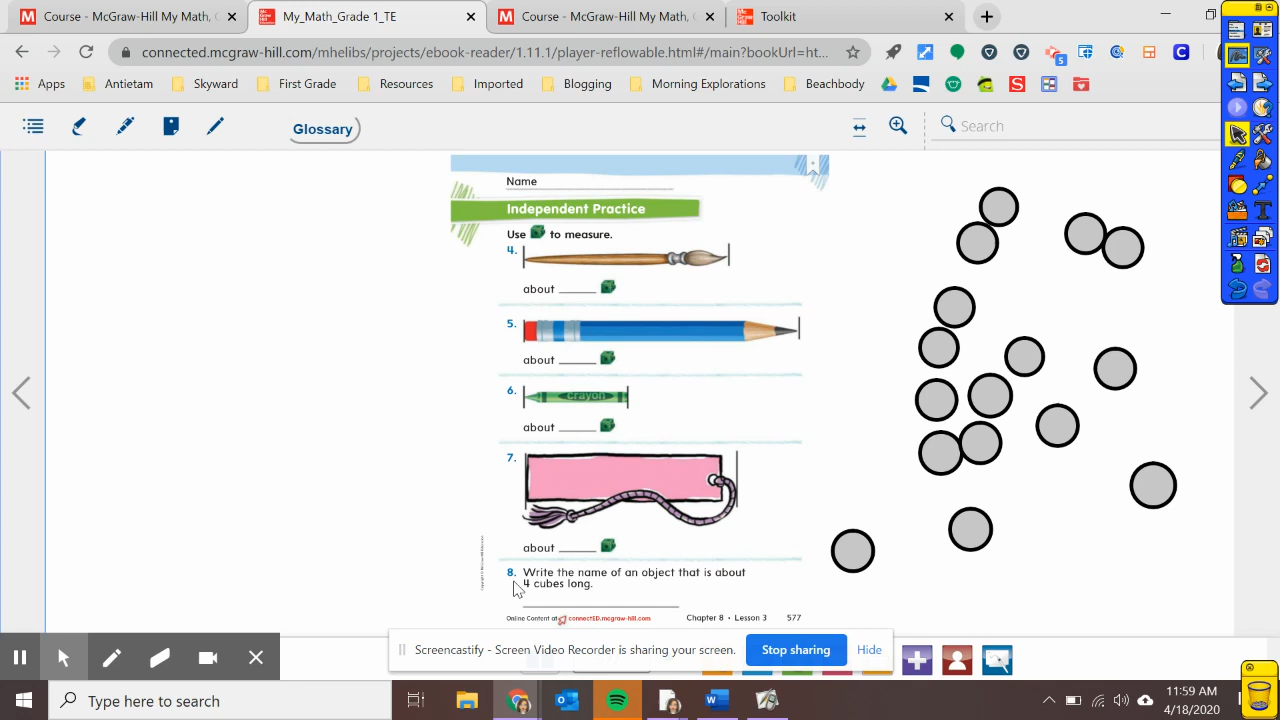 Course - McGraw-Hill My Math,
My_Math_Grade 1_TE
Course - McGraw-Hill My Math,
Toolkit
connected.mcgraw-hill.com/mhelibs/projects/ebook-reader/1.11.0/player-reflowable.html#/main?bookUrl=ht...
5
Apps
Antietam
Skyward
First Grade
Resources
Imported
Blogging
Morning Explorations
Beachbody
Glossary
Search
Name
Independent Practice
Use to measure.
4.
about
5.
about
6.
crayon
about
7.
about
8. Write the name of an object that is about
4 cubes long.
Online Content at connectED.mcgraw-hill.com
Chapter 8 • Lesson 3 577
Screencastify - Screen Video Recorder is sharing your screen.
Stop sharing
Hide
Type here to search
11:59 AM
4/18/2020